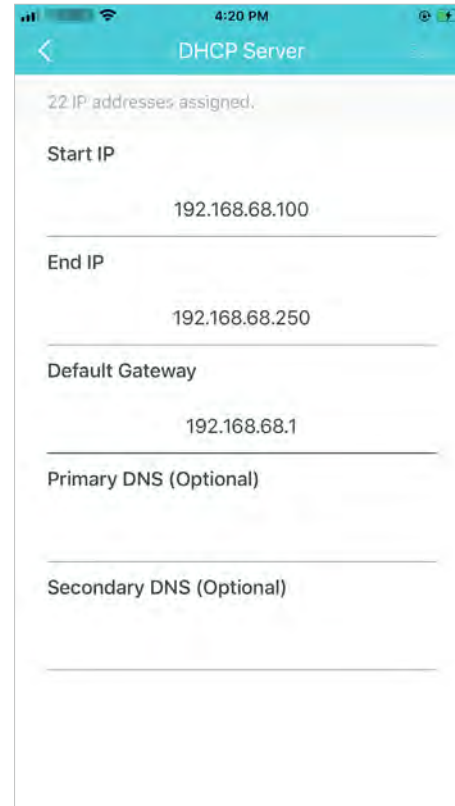 4:20 PM
DHCP Server
22 IP addresses assigned.
Start IP
192.168.68.100
End IP
192.168.68.250
Default Gateway
192.168.68.1
Primary DNS (Optional)
Secondary DNS (Optional)